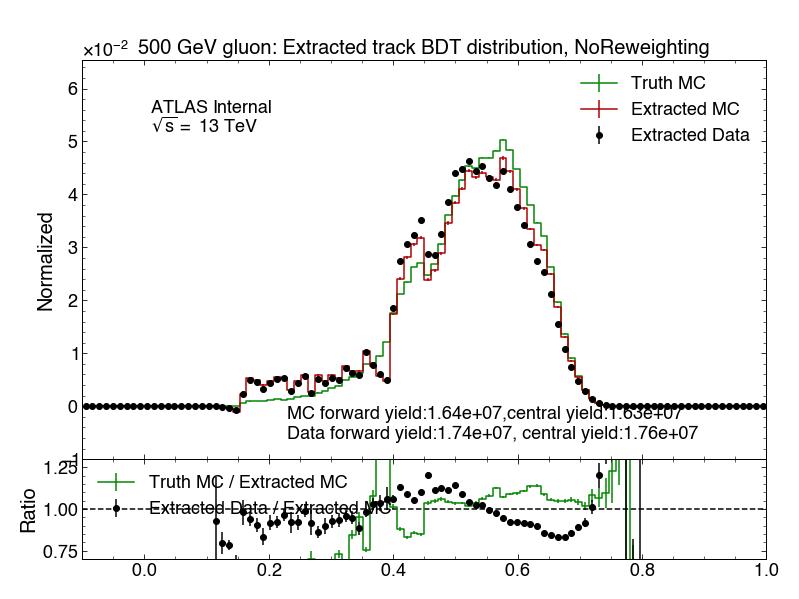 ×10⁻² 500 GeV gluon: Extracted track BDT distribution, NoReweighting
ATLAS Internal
√s = 13 TeV
Truth MC
Extracted MC
Extracted Data
Normalized
6
5
4
3
2
1
0
1
MC forward yield:1.64e+07,central yield:1.63e+07
Data forward yield:1.74e+07, central yield:1.76e+07
Ratio
1.25
1.00
0.75
Truth MC / Extracted MC
Extracted Data / Extracted MC
0.0 0.2 0.4 0.6 0.8 1.0